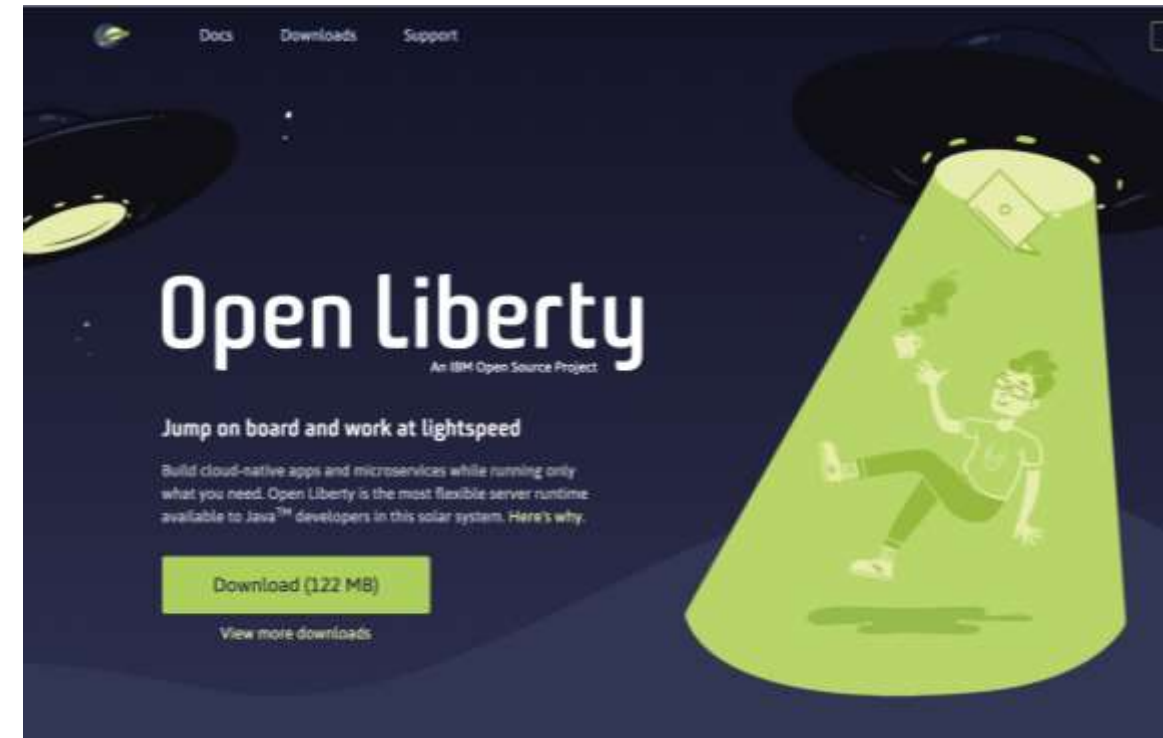 Docs Downloads Support
Open Liberty
An IBM Open Source Project
Jump on board and work at lightspeed
Build cloud-native apps and microservices while running only
what you need. Open Liberty is the most flexible server runtime
available to Java™ developers in this solar system. Here's why.
Download (122 MB)
View more downloads